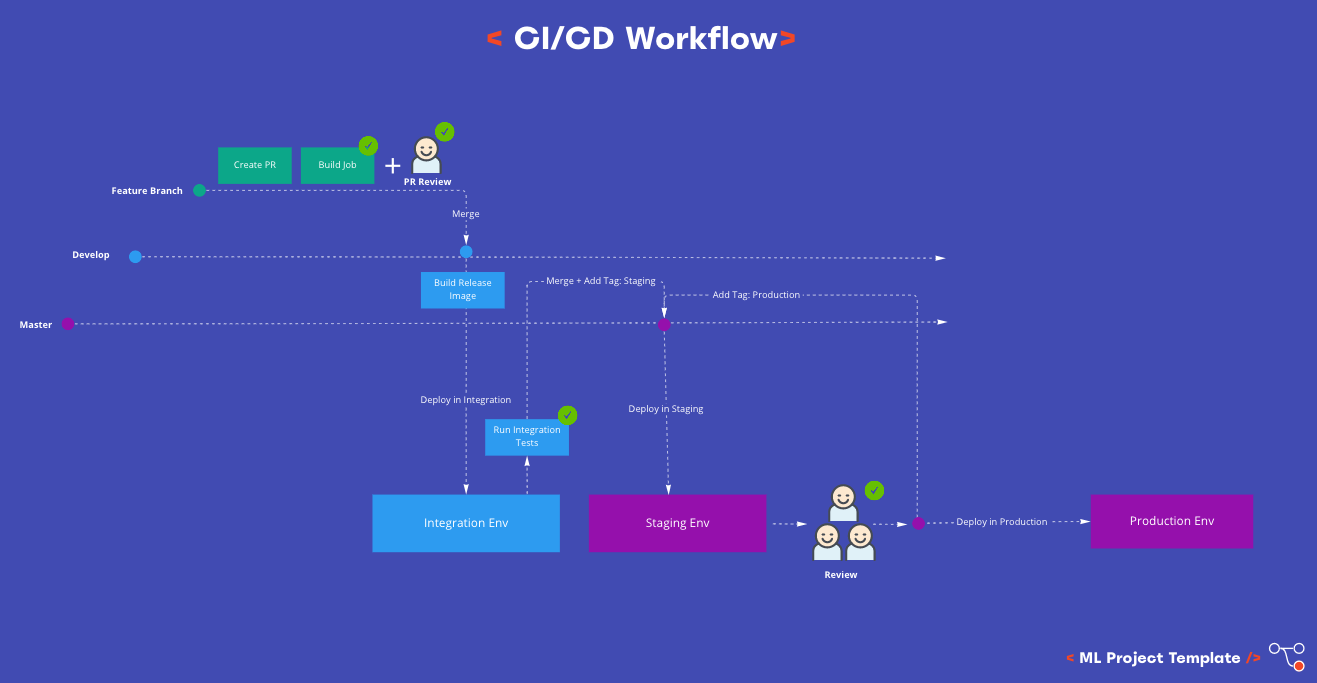 < CI/CD Workflow>
Create PR
Build Job
+
PR Review
Feature Branch
Merge
Develop
Build Release
Image
Merge + Add Tag: Staging
Add Tag: Production
Master
Deploy in Integration
Deploy in Staging
Run Integration
Tests
Integration Env
Staging Env
Deploy in Production
Production Env
Review
< ML Project Template />